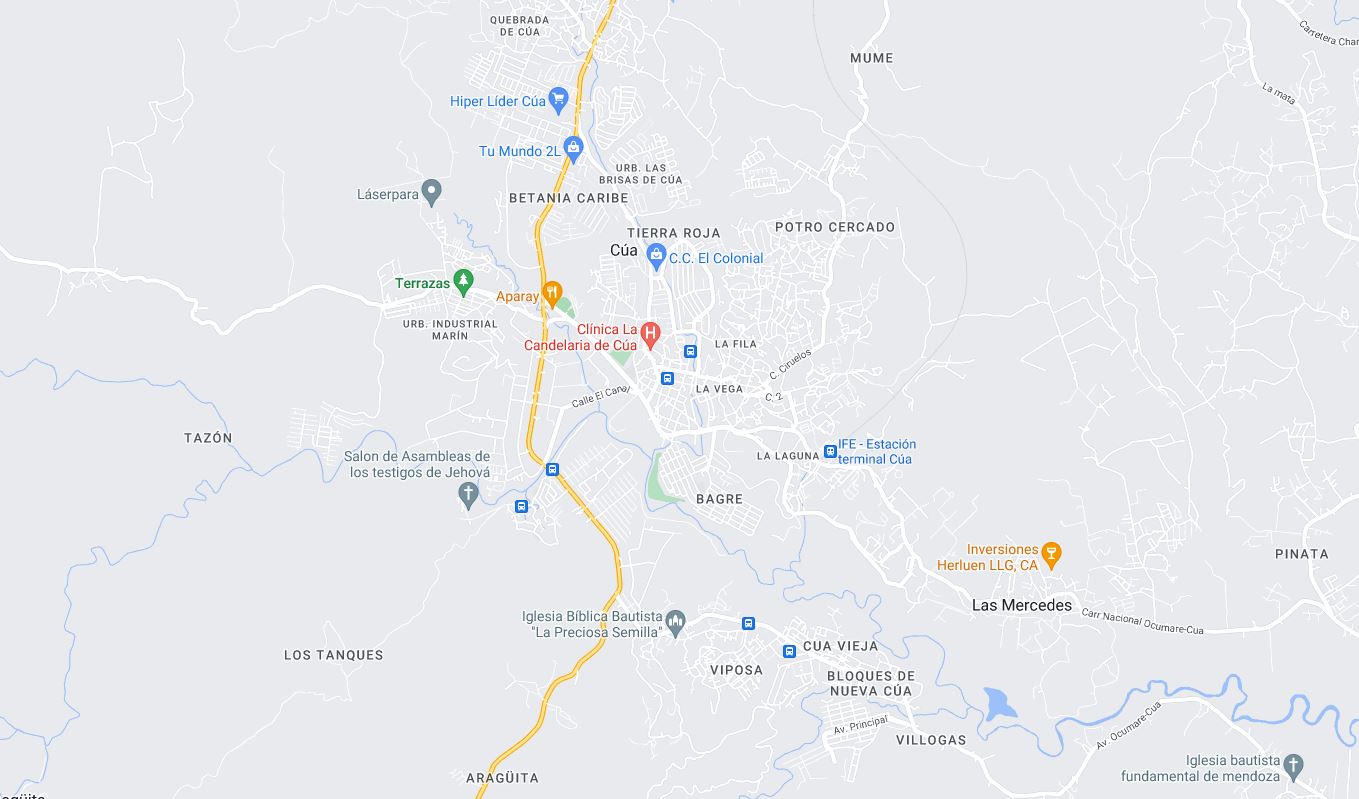 QUEBRADA
DE CÚA
Carretera Char
MUME
La mata
Hiper Líder Cúa
Tu Mundo 2L
URB. LAS
BRISAS DE CÚA
Láserpara
BETANIA CARIBE
TIERRA ROJA
POTRO CERCADO
Cúa
C.C. El Colonial
Terrazas
Aparay
URB. INDUSTRIAL
MARÍN
Clínica La
Candelaria de Cúa
LA FILA
C. Ciruelos
Calle El Canal
LA VEGA
C. 2
TAZÓN
Salon de Asambleas de
los testigos de Jehová
LA LAGUNA
IFE - Estación
terminal Cúa
BAGRE
Inversiones
Herluen LLG, CA
PINATA
Las Mercedes
Carr Nacional Ocumare-Cua
Iglesia Bíblica Bautista
"La Preciosa Semilla"
LOS TANQUES
CUA VIEJA
VIPOSA
BLOQUES DE
NUEVA CÚA
Av. Principal
Av. Ocumare-Cua
VILLOGAS
Iglesia bautista
fundamental de mendoza
ARAGÜITA